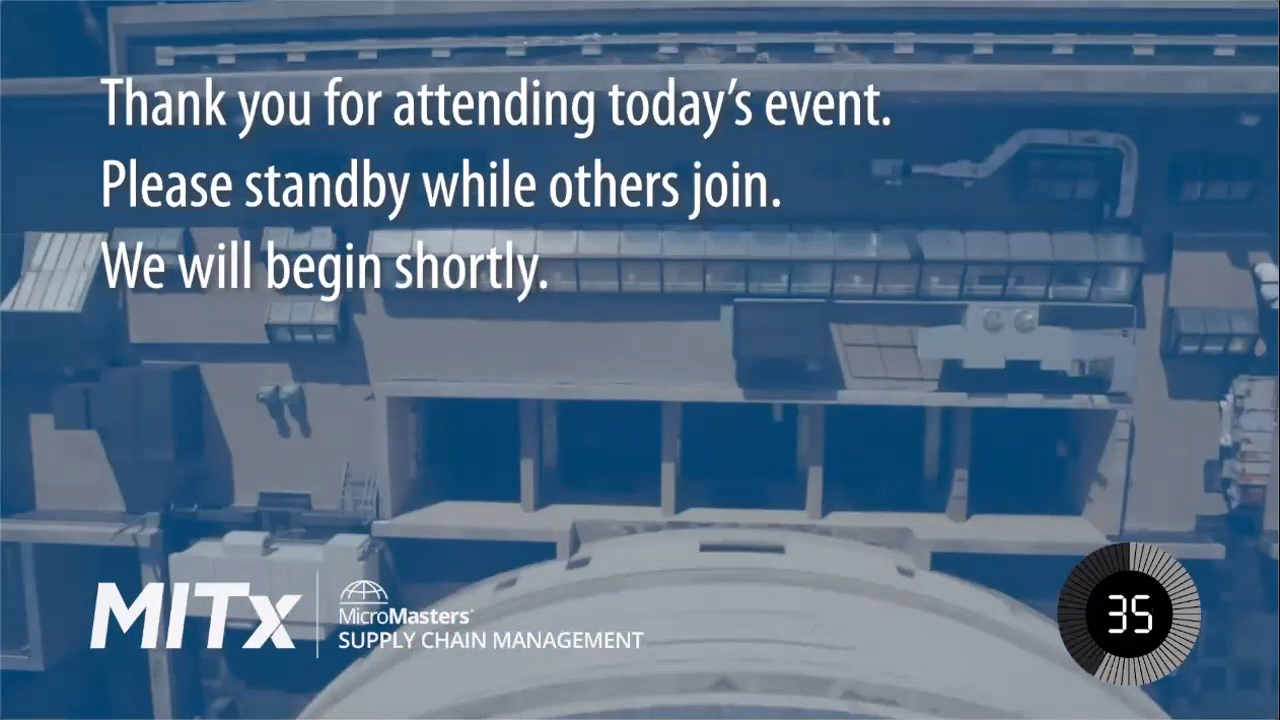 Thank you for attending today’s event.
Please standby while others join.
We will begin shortly.
MITx
MicroMasters®
SUPPLY CHAIN MANAGEMENT
35